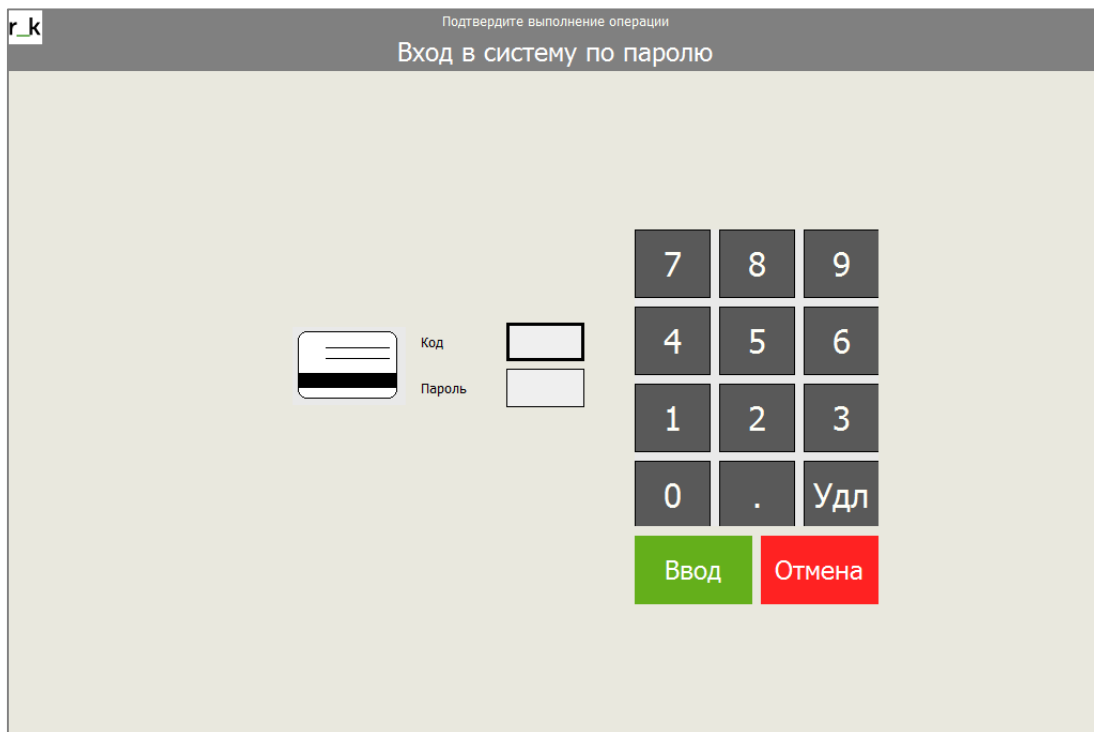 r_k
Подтвердите выполнение операции
Вход в систему по паролю
7 8 9
Код
4 5 6
Пароль
1 2 3
0 . Удл
Ввод Отмена